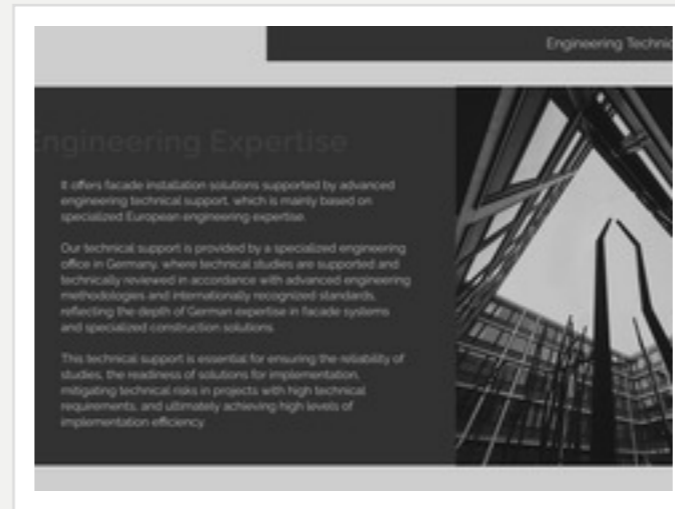 Engineering Technic
Engineering Expertise
It offers facade installation solutions supported by advanced
engineering technical support, which is mainly based on
specialized European engineering expertise.
Our technical support is provided by a specialized engineering
office in Germany, where technical studies are supported and
technically reviewed in accordance with advanced engineering
methodologies and internationally recognized standards,
reflecting the depth of German expertise in facade systems
and specialized construction solutions.
This technical support is essential for ensuring the reliability of
studies, the readiness of solutions for implementation,
mitigating technical risks in projects with high technical
requirements, and ultimately achieving high levels of
implementation efficiency.